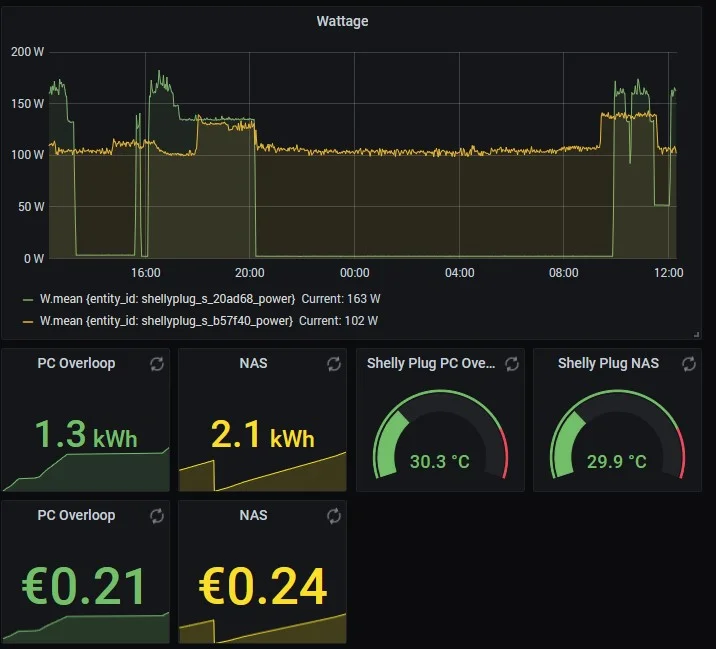 Wattage
200 W
150 W
100 W
50 W
0 W
16:00 20:00 00:00 04:00 08:00 12:00
W.mean {entity_id: shellyplug_s_20ad68_power} Current: 163 W
W.mean {entity_id: shellyplug_s_b57f40_power} Current: 102 W
PC Overloop
1.3 kWh
NAS
2.1 kWh
Shelly Plug PC Ove...
30.3 °C
Shelly Plug NAS
29.9 °C
PC Overloop
€0.21
NAS
€0.24